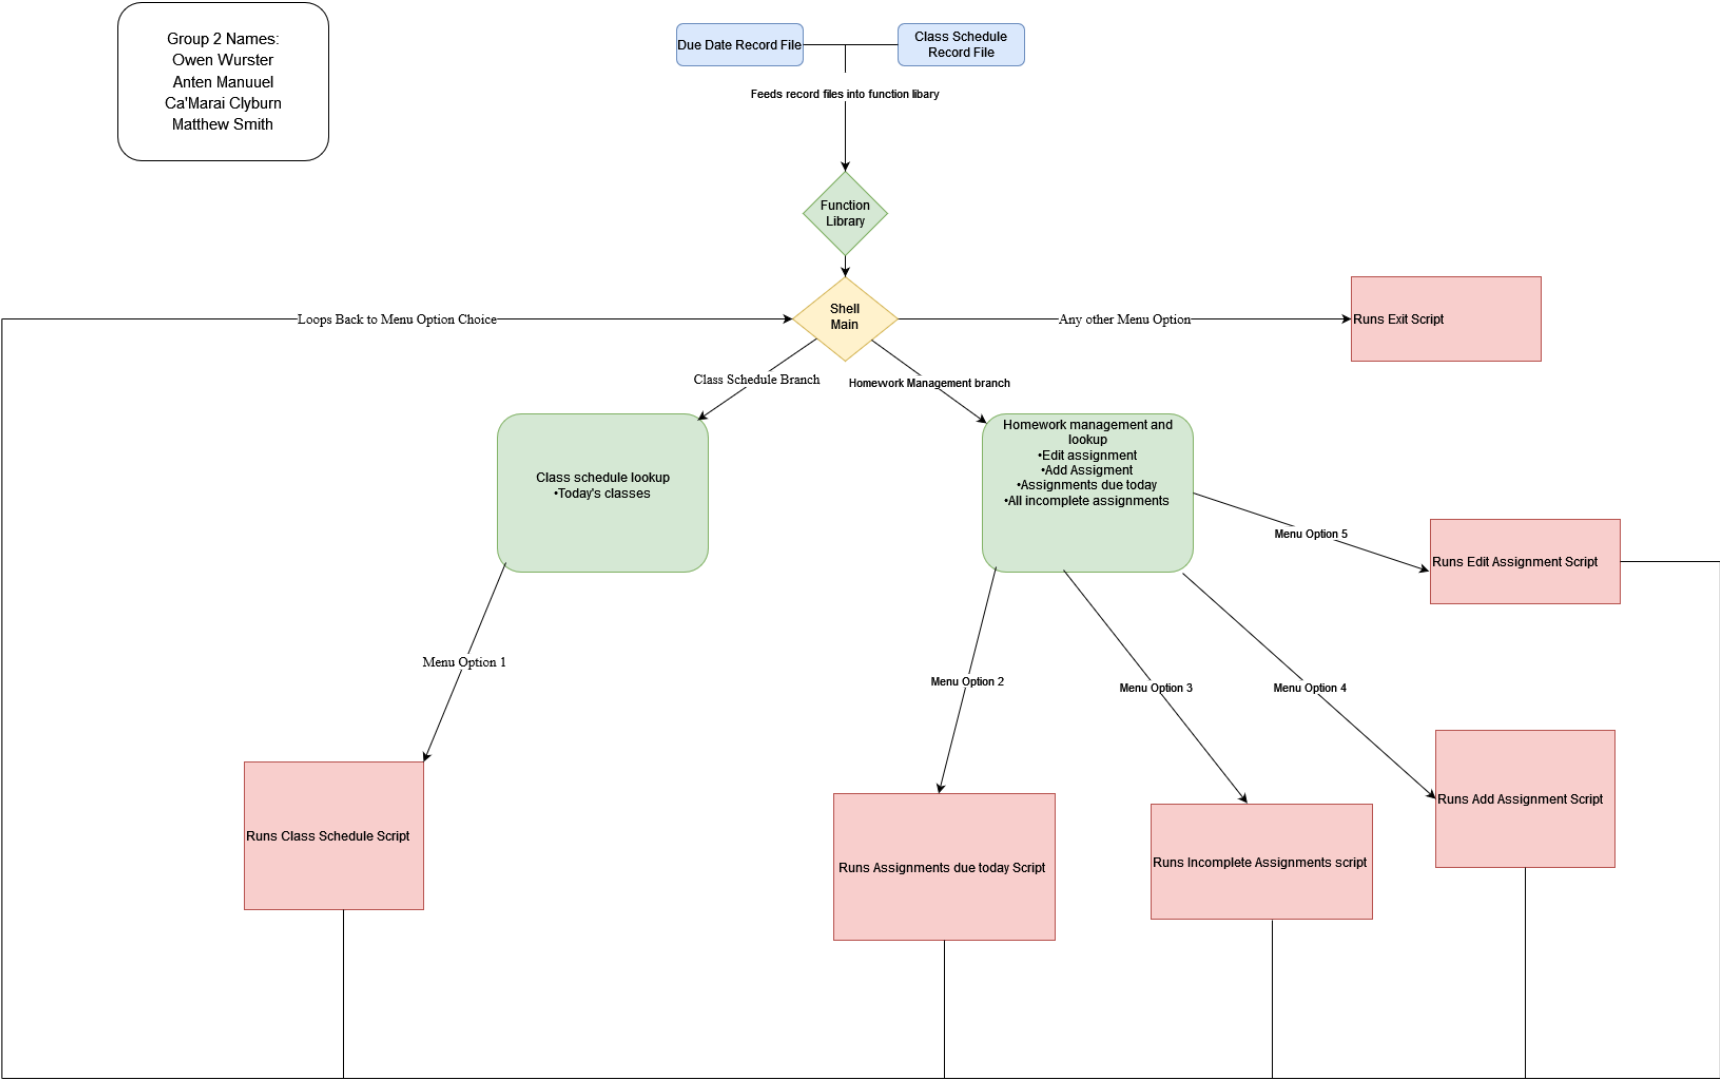 Group 2 Names:
Owen Wurster
Anten Manuuel
Ca'Marai Clyburn
Matthew Smith
Due Date Record File
Class Schedule
Record File
Feeds record files into function libary
Function
Library
Shell
Main
Loops Back to Menu Option Choice
Any other Menu Option
Runs Exit Script
Class Schedule Branch
Homework Management branch
Class schedule lookup
•Today's classes
Homework management and
lookup
•Edit assignment
•Add Assigment
•Assignments due today
•All incomplete assignments
Menu Option 5
Runs Edit Assignment Script
Menu Option 1
Menu Option 2
Menu Option 3
Menu Option 4
Runs Class Schedule Script
Runs Assignments due today Script
Runs Incomplete Assignments script
Runs Add Assignment Script